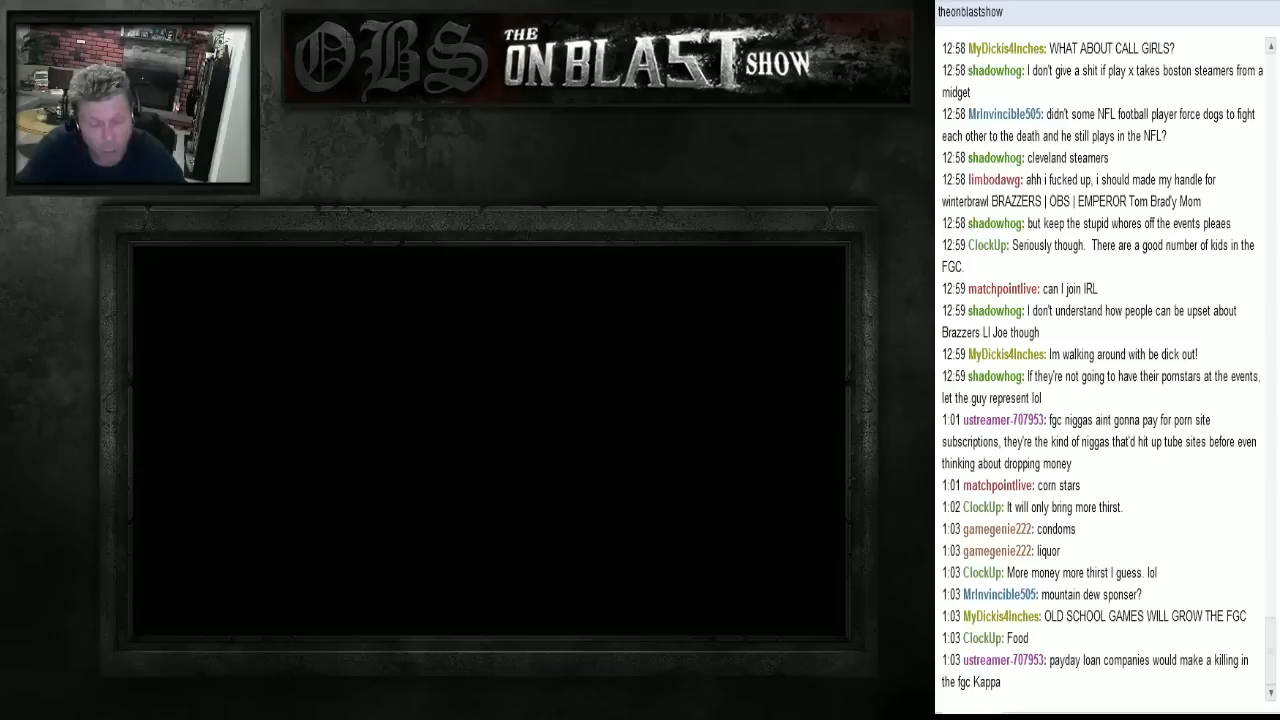 theonblastshow
OBS THE ON BLAST SHOW
12:58 MyDickis4Inches: WHAT ABOUT CALL GIRLS?
12:58 shadowhog: I don't give a shit if play x takes boston steamers from a
midget
12:58 MrInvincible505: didn't some NFL football player force dogs to fight
each other to the death and he still plays in the NFL?
12:58 shadowhog: cleveland steamers
12:58 limbodawg: ahh i fucked up, i should made my handle for
winterbrawl BRAZZERS | OBS | EMPEROR Tom Brad'y Mom
12:58 shadowhog: but keep the stupid whores off the events pleaes
12:59 ClockUp: Seriously though. There are a good number of kids in the
FGC.
12:59 matchpointlive: can I join IRL
12:59 shadowhog: I don't understand how people can be upset about
Brazzers LI Joe though
12:59 MyDickis4Inches: Im walking around with be dick out!
12:59 shadowhog: If they're not going to have their pornstars at the events,
let the guy represent lol
1:01 ustreamer-707953: fgc niggas aint gonna pay for porn site
subscriptions, they're the kind of niggas that'd hit up tube sites before even
thinking about dropping money
1:01 matchpointlive: corn stars
1:02 ClockUp: It will only bring more thirst.
1:03 gamegenie222: condoms
1:03 gamegenie222: liquor
1:03 ClockUp: More money more thirst I guess. lol
1:03 MrInvincible505: mountain dew sponser?
1:03 MyDickis4Inches: OLD SCHOOL GAMES WILL GROW THE FGC
1:03 ClockUp: Food
1:03 ustreamer-707953: payday loan companies would make a killing in
the fgc Kappa